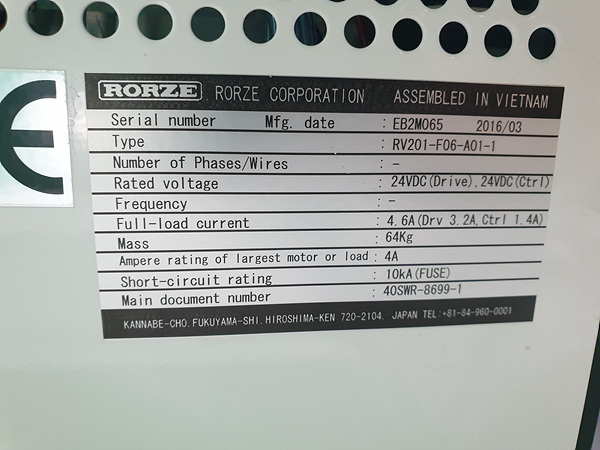 RORZE RORZE CORPORATION ASSEMBLED IN VIETNAM
Serial number Mfg. date : EB2M065 2016/03
Type : RV201-F06-A01-1
Number of Phases/Wires : -
Rated voltage : 24VDC(Drive), 24VDC(Ctrl)
Frequency : -
Full-load current : 4.6A(Drv 3.2A, Ctrl 1.4A)
Mass : 64Kg
Ampere rating of largest motor or load : 4A
Short-circuit rating : 10kA(FUSE)
Main document number : 40SWR-8699-1
KANNABE-CHO. FUKUYAMA-SHI. HIROSHIMA-KEN 720-2104. JAPAN TEL:+81-84-960-0001
CE